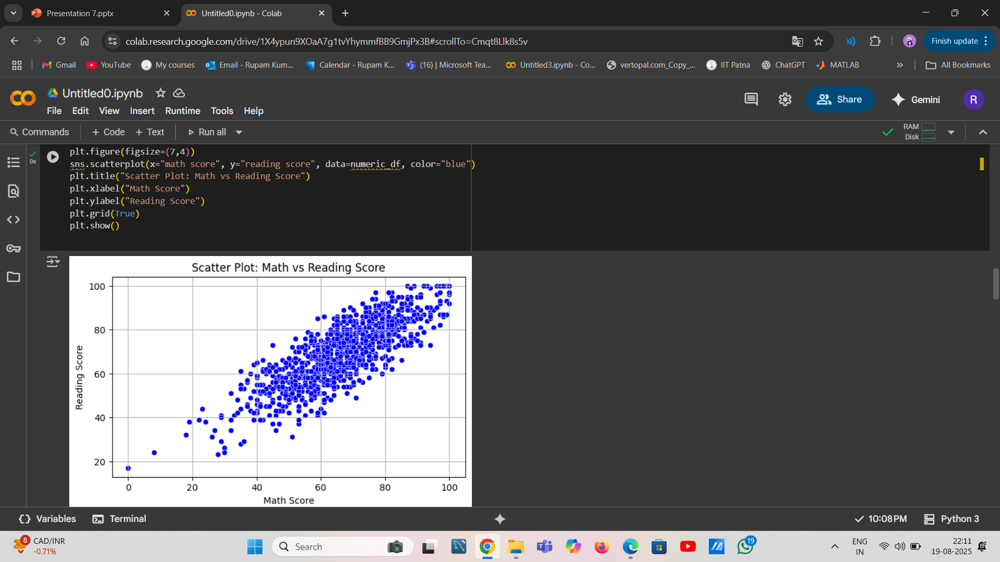 Presentation 7.pptx
Untitled0.ipynb - Colab
colab.research.google.com/drive/1X4ypun9XOaA7g1tvYhymmfBB9GmjPx3B#scrollTo=Cmqt8Llk8s5v
Finish update
Gmail
YouTube
My courses
Email - Rupam Kum...
Calendar - Rupam K...
(16) | Microsoft Tea...
Untitled3.ipynb - Co...
vertopal.com_Copy_...
IIT Patna
ChatGPT
MATLAB
All Bookmarks
Untitled0.ipynb
File Edit View Insert Runtime Tools Help
Share
Gemini
R
Commands
+ Code
+ Text
Run all
RAM
Disk
0s
plt.figure(figsize=(7,4))
sns.scatterplot(x="math score", y="reading score", data=numeric_df, color="blue")
plt.title("Scatter Plot: Math vs Reading Score")
plt.xlabel("Math Score")
plt.ylabel("Reading Score")
plt.grid(True)
plt.show()
Scatter Plot: Math vs Reading Score
Reading Score
100
80
60
40
20
0 20 40 60 80 100
Math Score
Variables
Terminal
10:08 PM
Python 3
8
CAD/INR
-0.71%
Search
19
ENG
IN
22:11
19-08-2025